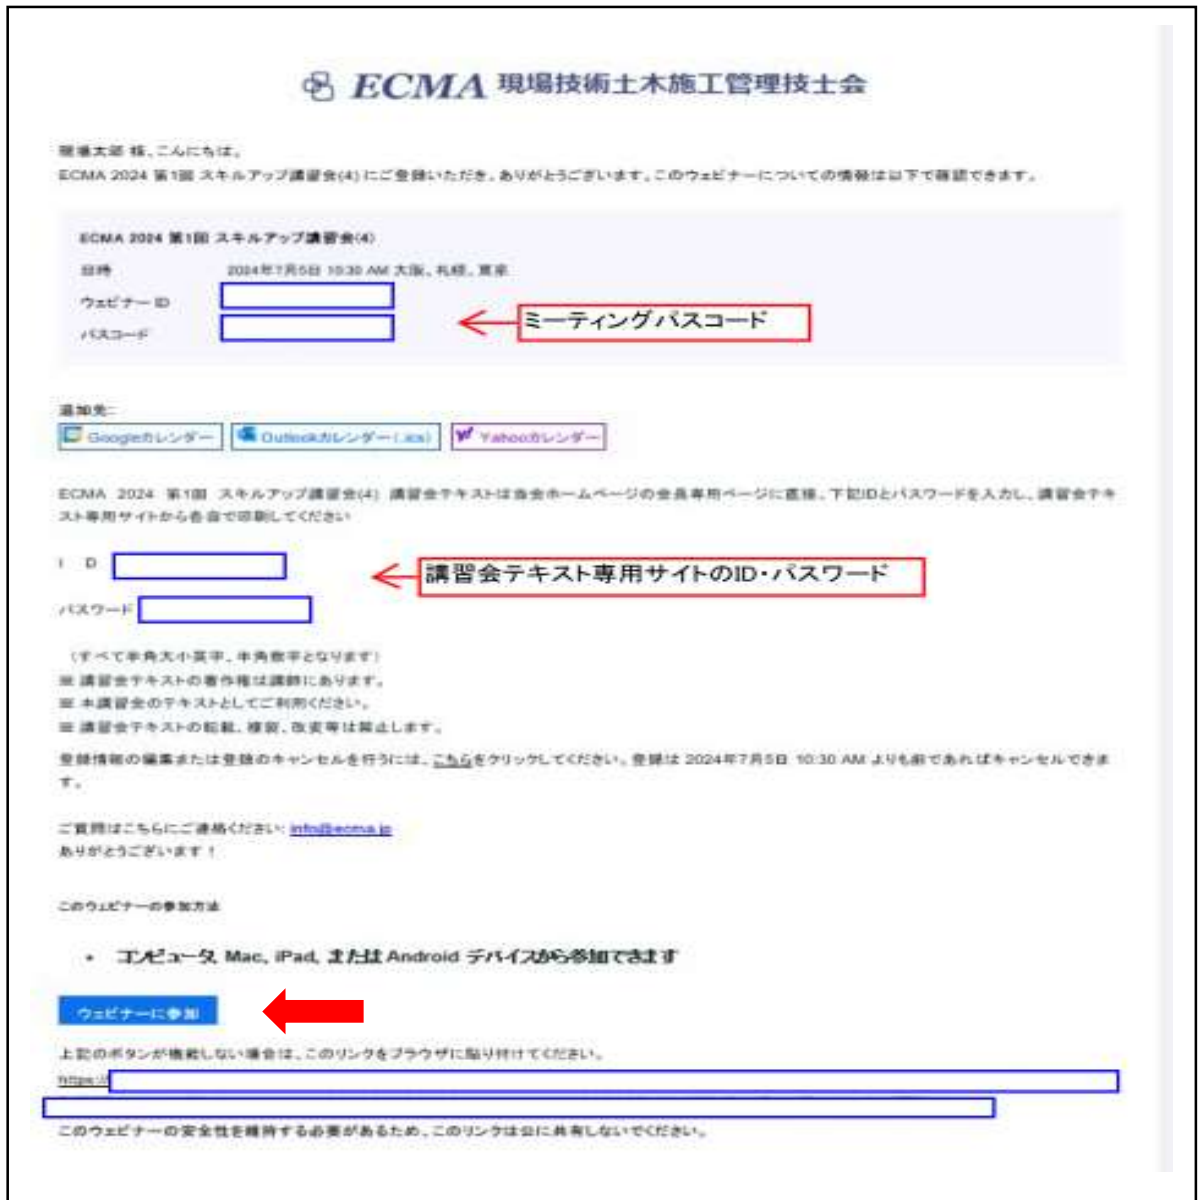 ECMA 現場技術土木施工管理技士会
現場太郎 様、こんにちは。
ECMA 2024 第1回 スキルアップ講習会(4) にご登録いただき、ありがとうございます。このウェビナーについての情報は以下で確認できます。
ECMA 2024 第1回 スキルアップ講習会(4)
日時 2024年7月5日 10:30 AM 大阪、札幌、東京
ウェビナー ID
パスコード
ミーティングパスコード
追加先:
Googleカレンダー Outlookカレンダー(.ics) Yahooカレンダー
ECMA 2024 第1回 スキルアップ講習会(4) 講習会テキストは当会ホームページの会員専用ページに直接、下記IDとパスワードを入力し、講習会テキ
スト専用サイトから各自で印刷してください
I D
講習会テキスト専用サイトのID・パスワード
パスワード
(すべて半角大小英字、半角数字となります)
※ 講習会テキストの著作権は講師にあります。
※ 本講習会のテキストとしてご利用ください。
※ 講習会テキストの転載、複製、改変等は禁止します。
登録情報の編集または登録のキャンセルを行うには、こちらをクリックしてください。登録は 2024年7月5日 10:30 AM よりも前であればキャンセルできま
す。
ご質問はこちらにご連絡ください: info@ecma.jp
ありがとうございます!
このウェビナーの参加方法
• コンピュータ, Mac, iPad, または Android デバイスから参加できます
ウェビナーに参加
上記のボタンが機能しない場合は、このリンクをブラウザに貼り付けてください。
https://
このウェビナーの安全性を維持する必要があるため、このリンクは公に共有しないでください。